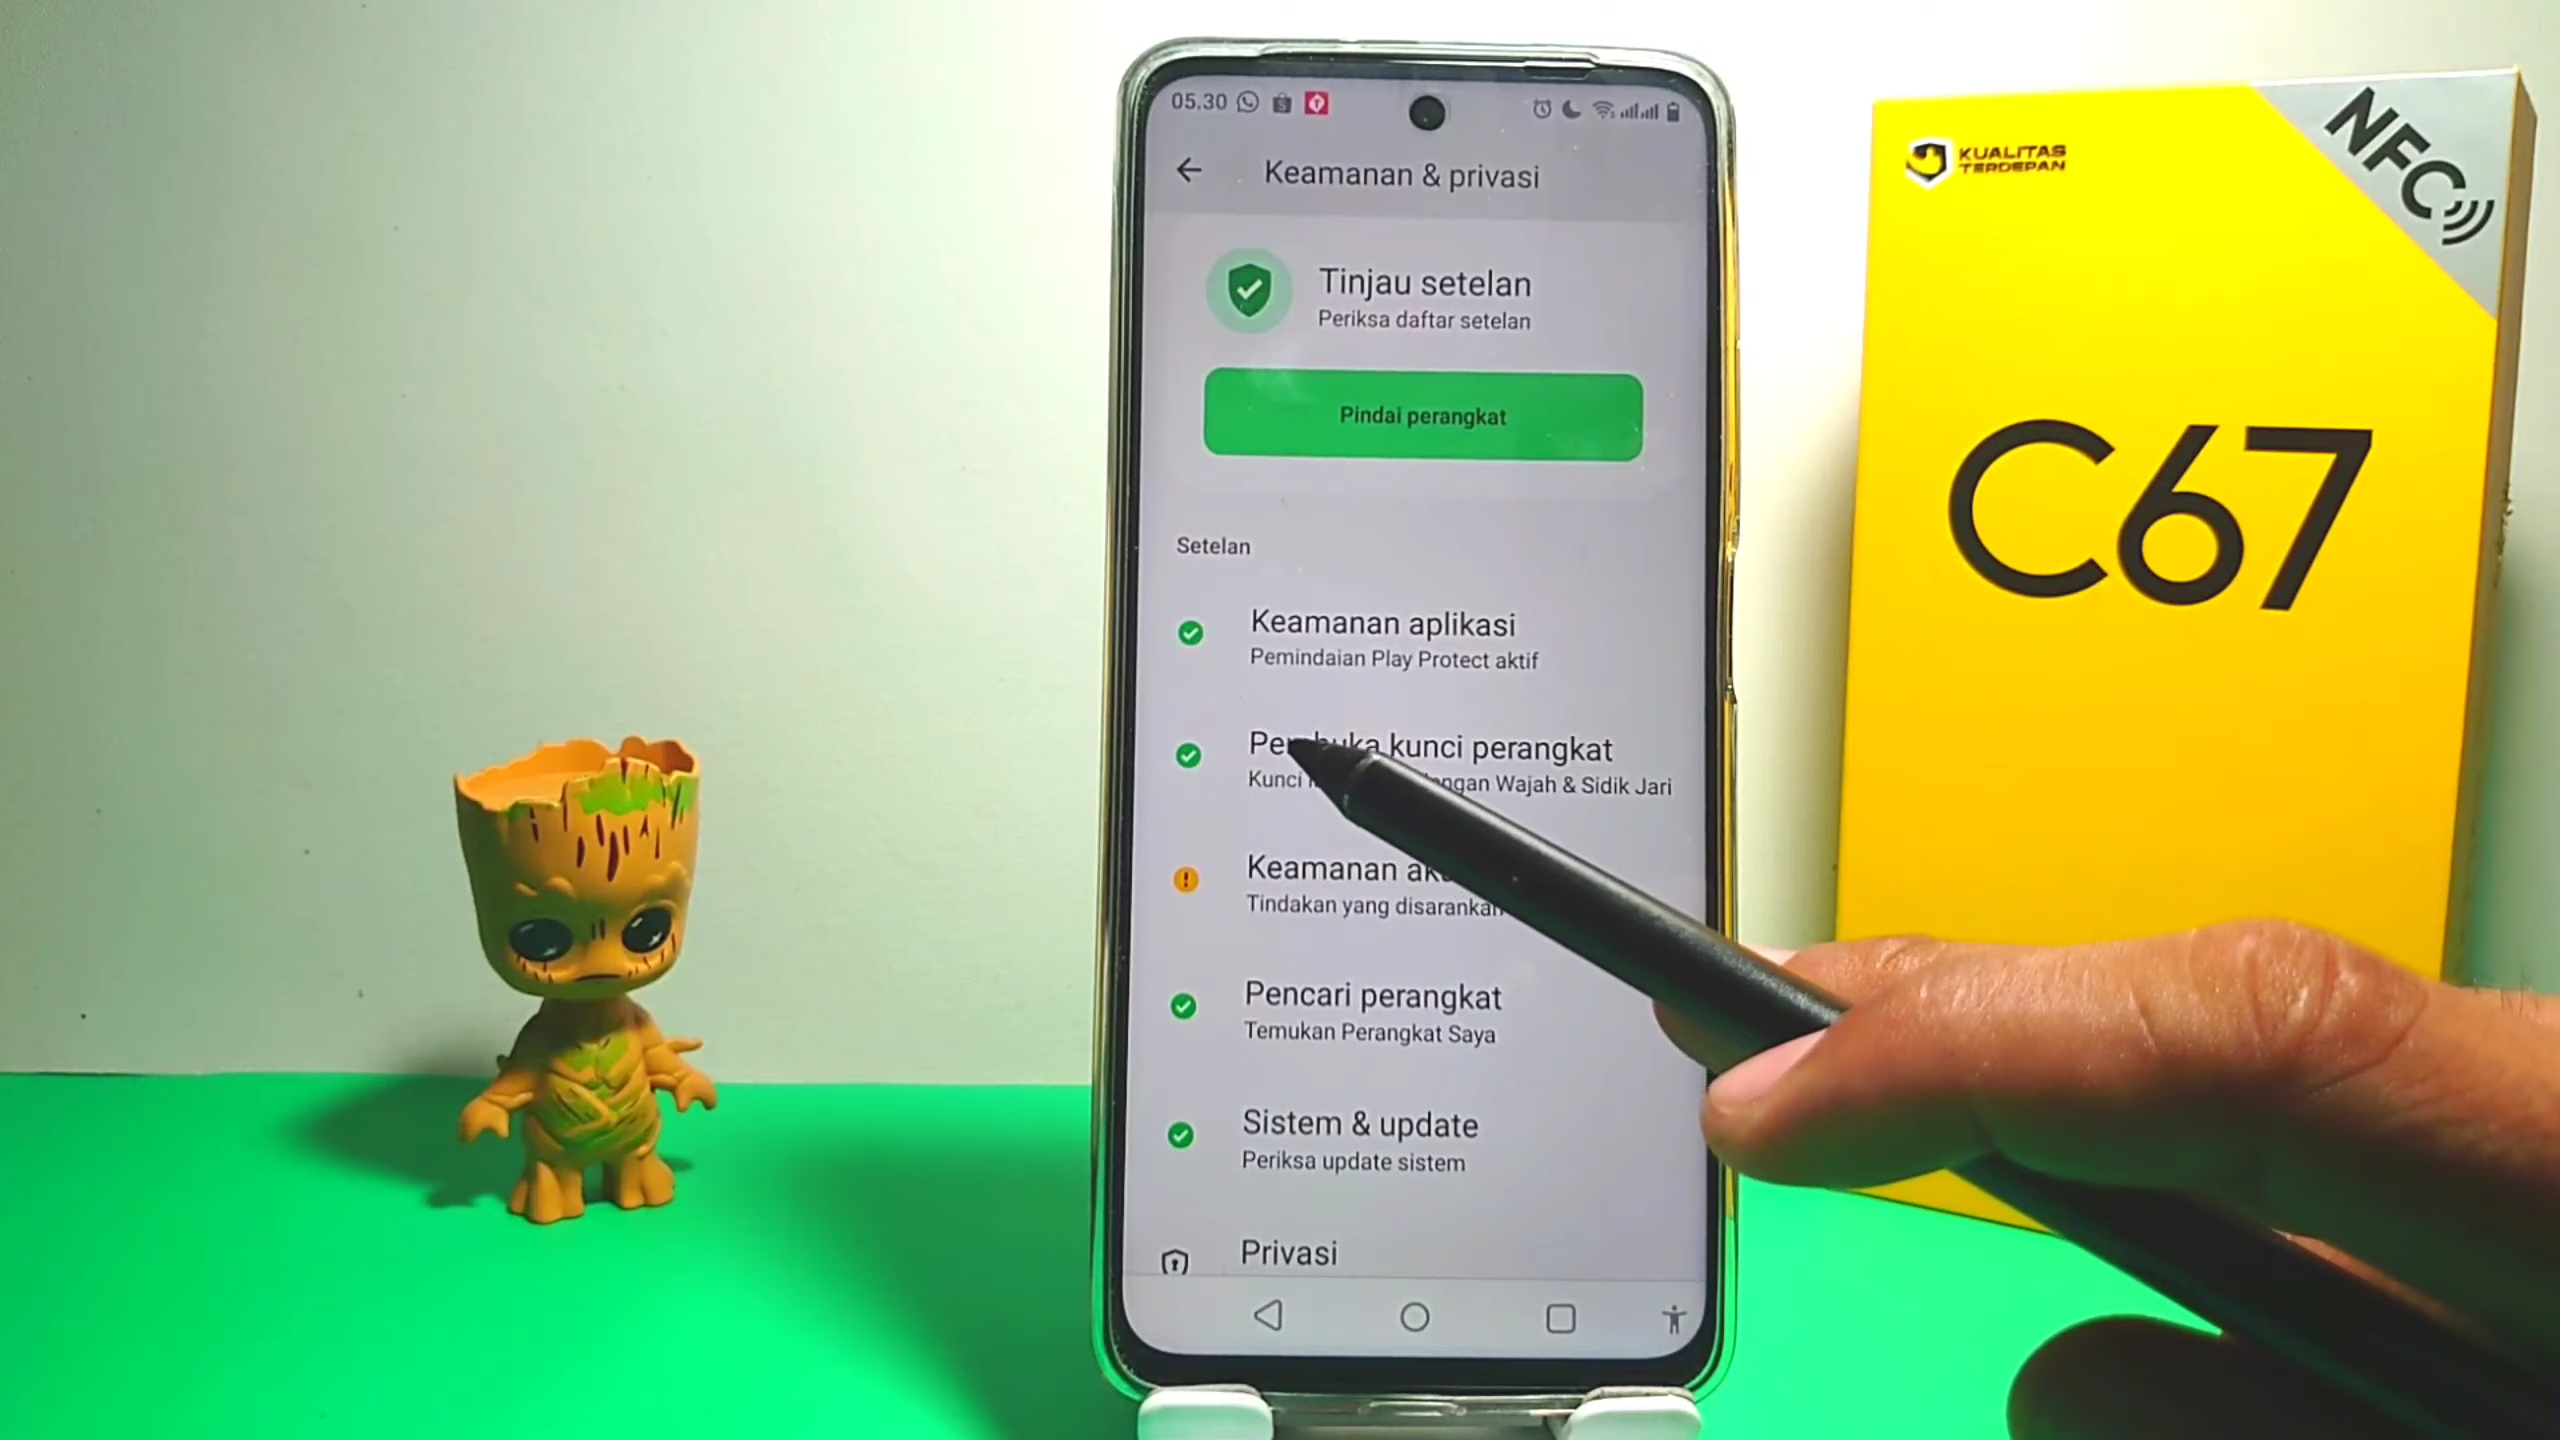 05.30
Keamanan & privasi
Tinjau setelan
Periksa daftar setelan
Pindai perangkat
Setelan
Keamanan aplikasi
Pemindaian Play Protect aktif
kunci perangkat
Kunci Wajah & Sidik Jari
Keamanan
Tindakan yang disarankan
Pencari perangkat
Temukan Perangkat Saya
Sistem & update
Periksa update sistem
Privasi
KUALITAS
TERDEPAN
NFC
C67